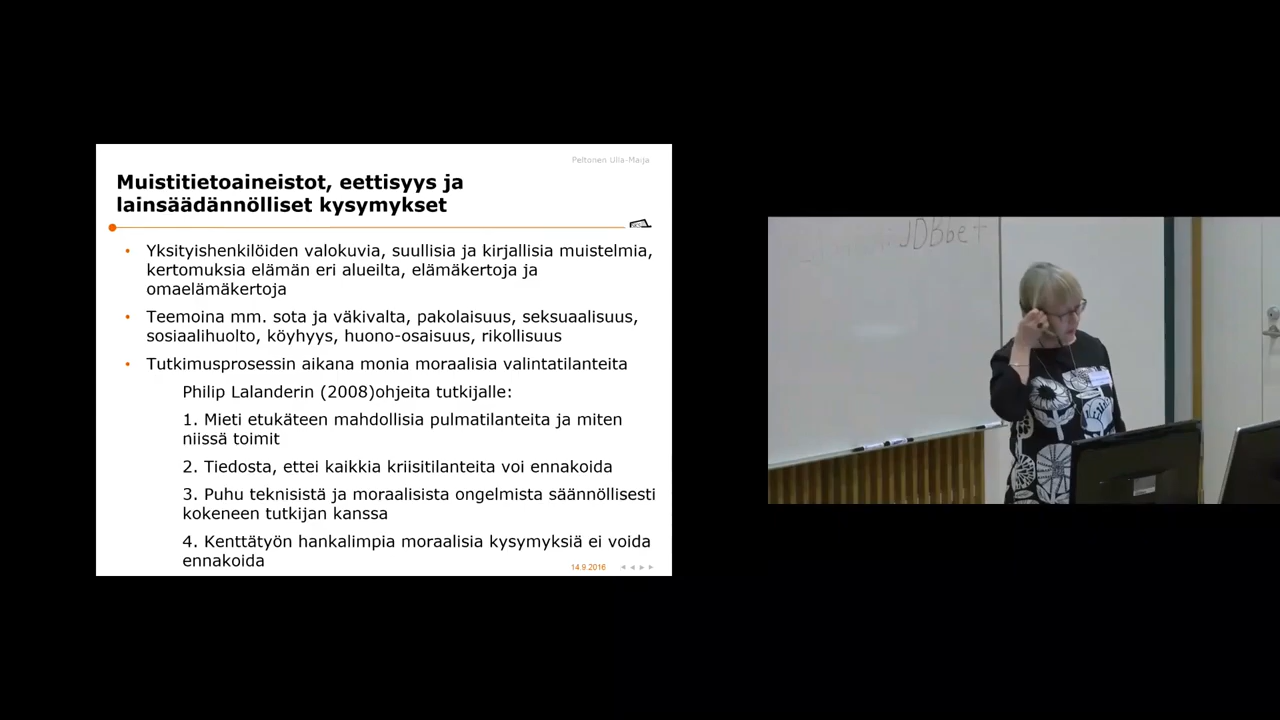 Peltonen Ulla-Maija
Muistitietoaineistot, eettisyys ja
lainsäädännölliset kysymykset
• Yksityishenkilöiden valokuvia, suullisia ja kirjallisia muistelmia,
kertomuksia elämän eri alueilta, elämäkertoja ja
omaelämäkertoja
• Teemoina mm. sota ja väkivalta, pakolaisuus, seksuaalisuus,
sosiaalihuolto, köyhyys, huono-osaisuus, rikollisuus
• Tutkimusprosessin aikana monia moraalisia valintatilanteita
Philip Lalanderin (2008)ohjeita tutkijalle:
1. Mieti etukäteen mahdollisia pulmatilanteita ja miten
niissä toimit
2. Tiedosta, ettei kaikkia kriisitilanteita voi ennakoida
3. Puhu teknisistä ja moraalisista ongelmista säännöllisesti
kokeneen tutkijan kanssa
4. Kenttätyön hankalimpia moraalisia kysymyksiä ei voida
ennakoida
14.9.2016